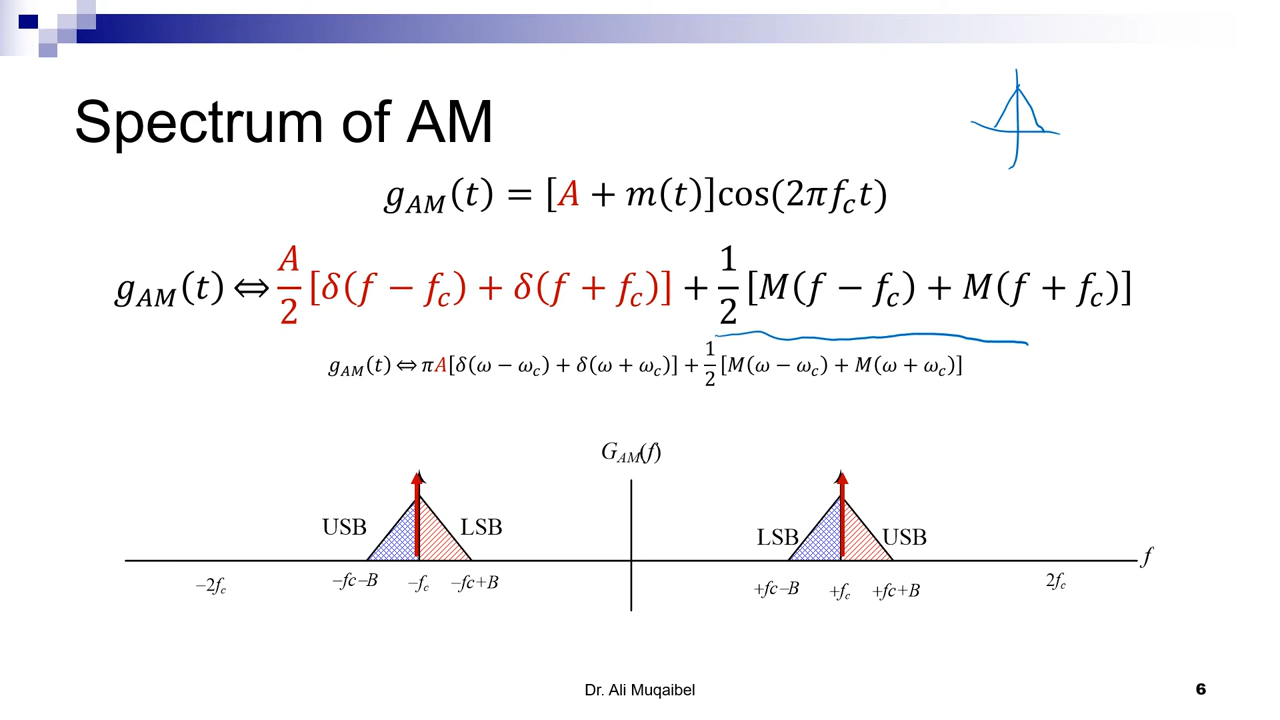 Spectrum of AM
g_AM(t) = [A + m(t)]cos(2πf_c t)
g_AM(t) ⇔ A/2 [δ(f − f_c) + δ(f + f_c)] + 1/2 [M(f − f_c) + M(f + f_c)]
g_AM(t) ⇔ πA[δ(ω − ω_c) + δ(ω + ω_c)] + 1/2 [M(ω − ω_c) + M(ω + ω_c)]
G_AM(f)
USB LSB LSB USB
f
−2f_c −fc−B −f_c −fc+B +fc−B +f_c +fc+B 2f_c
Dr. Ali Muqaibel 6